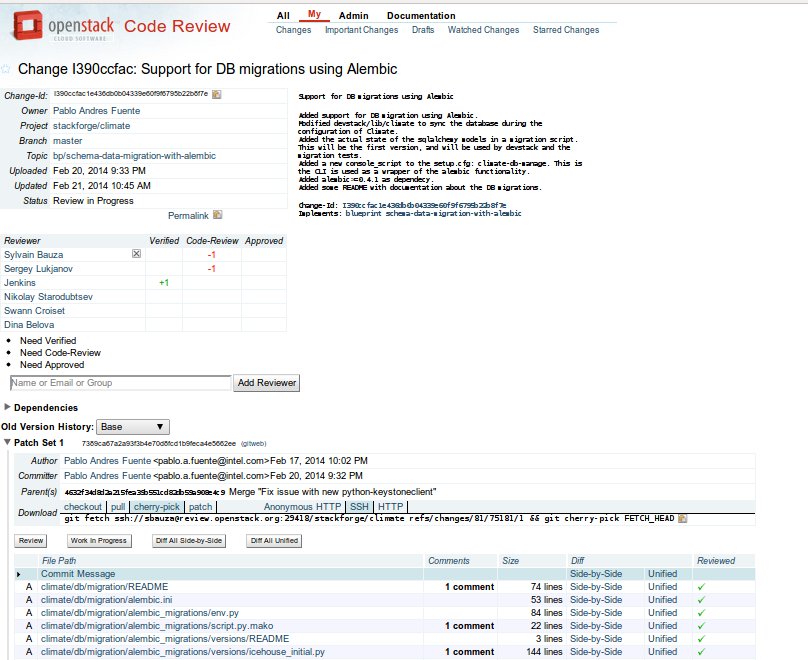 openstack
CLOUD SOFTWARE
Code Review
All My Admin Documentation
Changes Important Changes Drafts Watched Changes Starred Changes
Change I390ccfac: Support for DB migrations using Alembic
Change-Id: I390ccfac1e436db0b04339e60f9f6795b22b8f7e
Owner Pablo Andres Fuente
Project stackforge/climate
Branch master
Topic bp/schema-data-migration-with-alembic
Uploaded Feb 20, 2014 9:33 PM
Updated Feb 21, 2014 10:45 AM
Status Review in Progress
Permalink
Support for DB migrations using Alembic
Added support for DB migration using Alembic.
Modified devstack/lib/climate to sync the database during the
configuration of Climate.
Added the actual state of the sqlalchemy models in a migration script.
This will be the first version, and will be used by devstack and the
migration tests.
Added a new console_script to the setup.cfg: climate-db-manage. This is
the CLI is used as a wrapper of the alembic functionality.
Added alembic>=0.4.1 as dependecy.
Added some README with documentation about the DB migrations.
Change-Id: I390ccfac1e436db0b04339e60f9f6795b22b8f7e
Implements: blueprint schema-data-migration-with-alembic
Reviewer Verified Code-Review Approved
Sylvain Bauza -1
Sergey Lukjanov -1
Jenkins +1
Nikolay Starodubtsev
Swann Croiset
Dina Belova
Need Verified
Need Code-Review
Need Approved
Name or Email or Group Add Reviewer
Dependencies
Old Version History: Base
Patch Set 1 7389ca67a2a93f3b4e70d8fcd1b9feca4e5662ee (gitweb)
Author Pablo Andres Fuente <pablo.a.fuente@intel.com> Feb 17, 2014 10:02 PM
Committer Pablo Andres Fuente <pablo.a.fuente@intel.com> Feb 20, 2014 9:32 PM
Parent(s) Merge "Fix issue with new python-keystoneclient"
Download checkout pull cherry-pick patch Anonymous HTTP SSH HTTP
git fetch ssh://sbauza@review.openstack.org:29418/stackforge/climate refs/changes/81/75181/1 && git cherry-pick FETCH_HEAD
Review Work In Progress Diff All Side-by-Side Diff All Unified
File Path Comments Size Diff Reviewed
Commit Message Side-by-Side Unified
A climate/db/migration/README 1 comment 74 lines Side-by-Side Unified
A climate/db/migration/alembic.ini 53 lines Side-by-Side Unified
A climate/db/migration/alembic_migrations/env.py 84 lines Side-by-Side Unified
A climate/db/migration/alembic_migrations/script.py.mako 1 comment 22 lines Side-by-Side Unified
A climate/db/migration/alembic_migrations/versions/README 3 lines Side-by-Side Unified
A climate/db/migration/alembic_migrations/versions/icehouse_initial.py 1 comment 144 lines Side-by-Side Unified